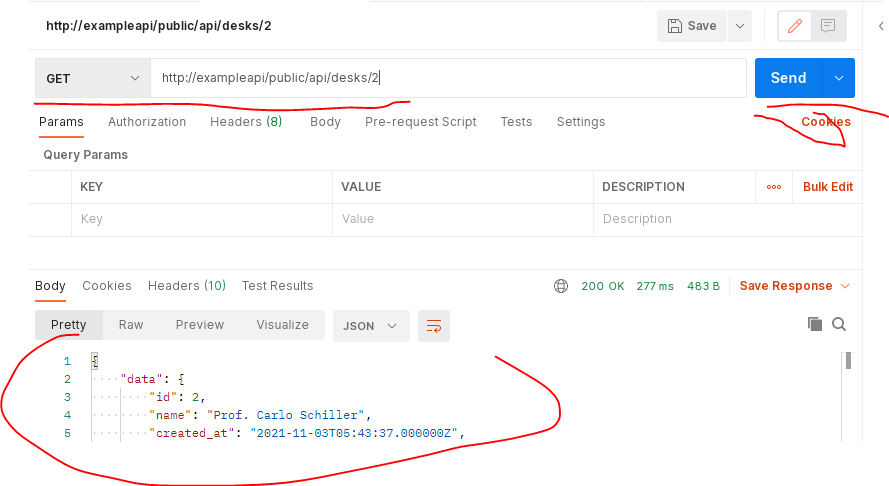 http://exampleapi/public/api/desks/2 Save
GET http://exampleapi/public/api/desks/2 Send
Params Authorization Headers (8) Body Pre-request Script Tests Settings Cookies
Query Params
KEY VALUE DESCRIPTION ooo Bulk Edit
Key Value Description
Body Cookies Headers (10) Test Results 200 OK 277 ms 483 B Save Response
Pretty Raw Preview Visualize JSON
1 {
2 "data": {
3 "id": 2,
4 "name": "Prof. Carlo Schiller",
5 "created_at": "2021-11-03T05:43:37.000000Z",